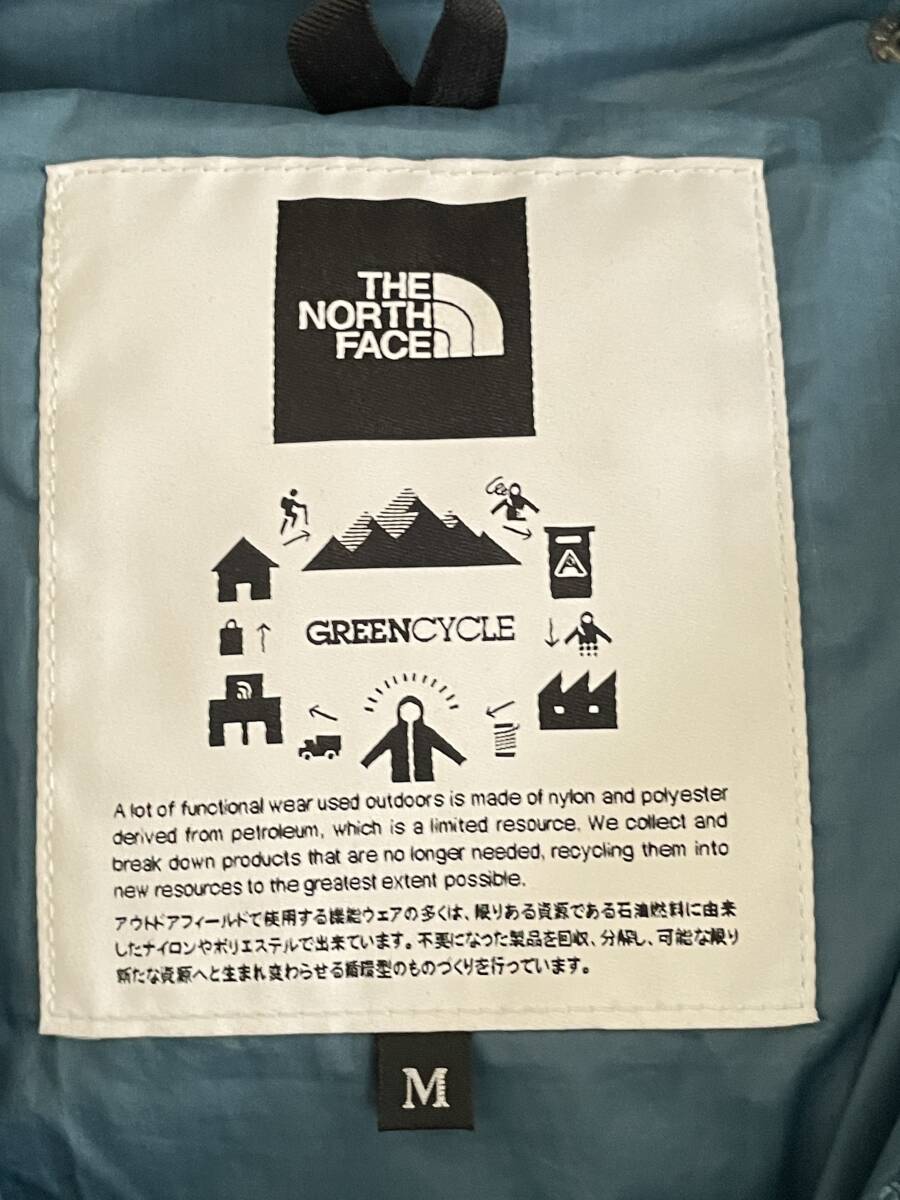 THE
NORTH
FACE
GREENCYCLE
A lot of functional wear used outdoors is made of nylon and polyester
derived from petroleum, which is a limited resource. We collect and
break down products that are no longer needed, recycling them into
new resources to the greatest extent possible.
アウトドアフィールドで使用する機能ウェアの多くは、限りある資源である石油燃料に由来
したナイロンやポリエステルで出来ています。不要になった製品を回収、分解し、可能な限り
新たな資源へと生まれ変わらせる循環型のものづくりを行っています。
M